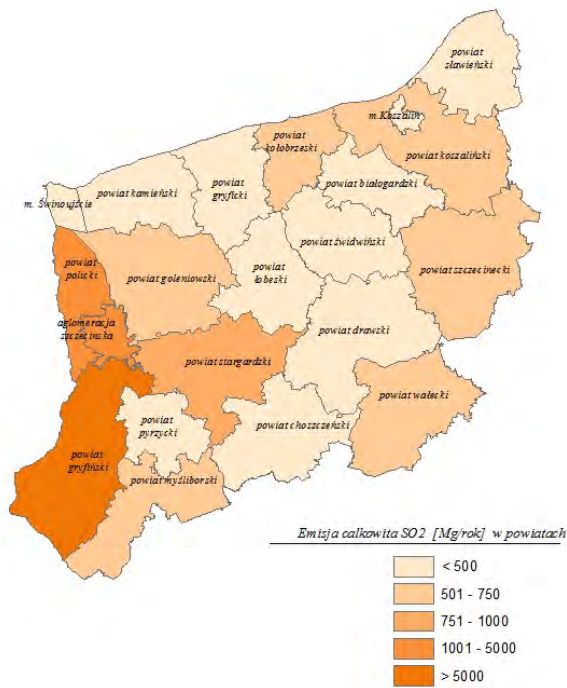 powiat
sławieński
m.Koszalin
powiat
kołobrzeski
powiat koszaliński
powiat kamieński
powiat
gryficki
powiat białogardzki
m. Świnoujście
powiat świdwiński
powiat
policki
powiat goleniowski
powiat
łobeski
powiat szczecinecki
aglomeracja
szczecinska
powiat drawski
powiat stargardzki
powiat wałecki
powiat
pyrzycki
powiat choszczeński
powiat
gryfiński
powiat myśliborski
Emisja całkowita SO2 [Mg/rok] w powiatach
< 500
501 - 750
751 - 1000
1001 - 5000
> 5000